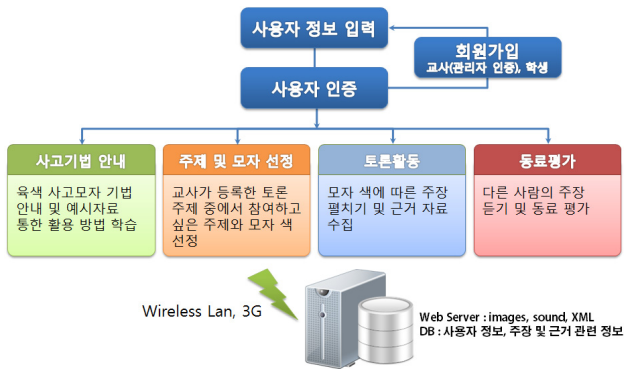 사용자 정보 입력
회원가입
교사(관리자 인증), 학생
사용자 인증
사고기법 안내
육색 사고모자 기법
안내 및 예시자료
통한 활용 방법 학습
주제 및 모자 선정
교사가 등록한 토론
주제 중에서 참여하고
싶은 주제와 모자 색
선정
토론활동
모자 색에 따른 주장
펼치기 및 근거 자료
수집
동료평가
다른 사람의 주장
듣기 및 동료 평가
Wireless Lan, 3G
Web Server : images, sound, XML
DB : 사용자 정보, 주장 및 근거 관련 정보